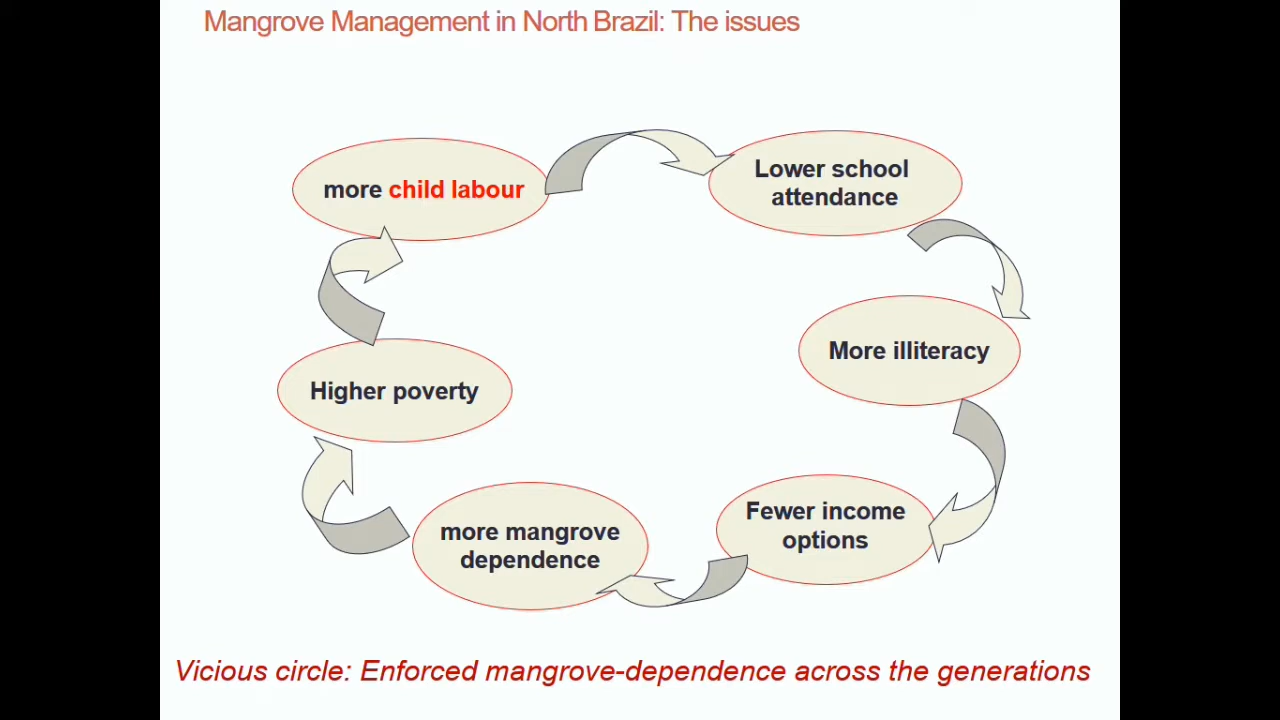 Mangrove Management in North Brazil: The issues
more child labour
Lower school
attendance
More illiteracy
Fewer income
options
more mangrove
dependence
Higher poverty
Vicious circle: Enforced mangrove-dependence across the generations